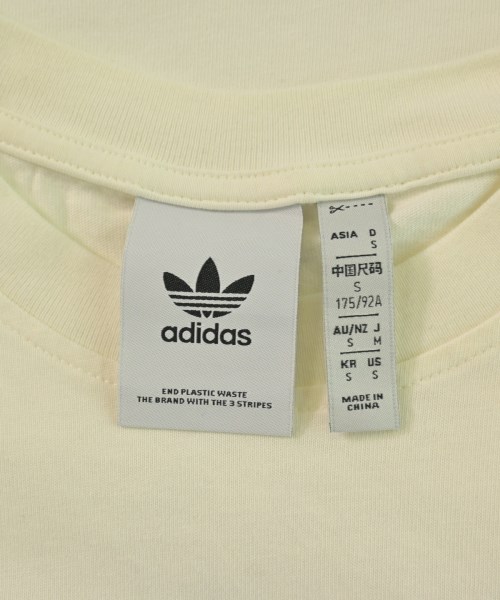 adidas
END PLASTIC WASTE
THE BRAND WITH THE 3 STRIPES
ASIA D
S
中国尺码
S
175/92A
AU/NZ J
S M
KR US
S S
MADE IN
CHINA